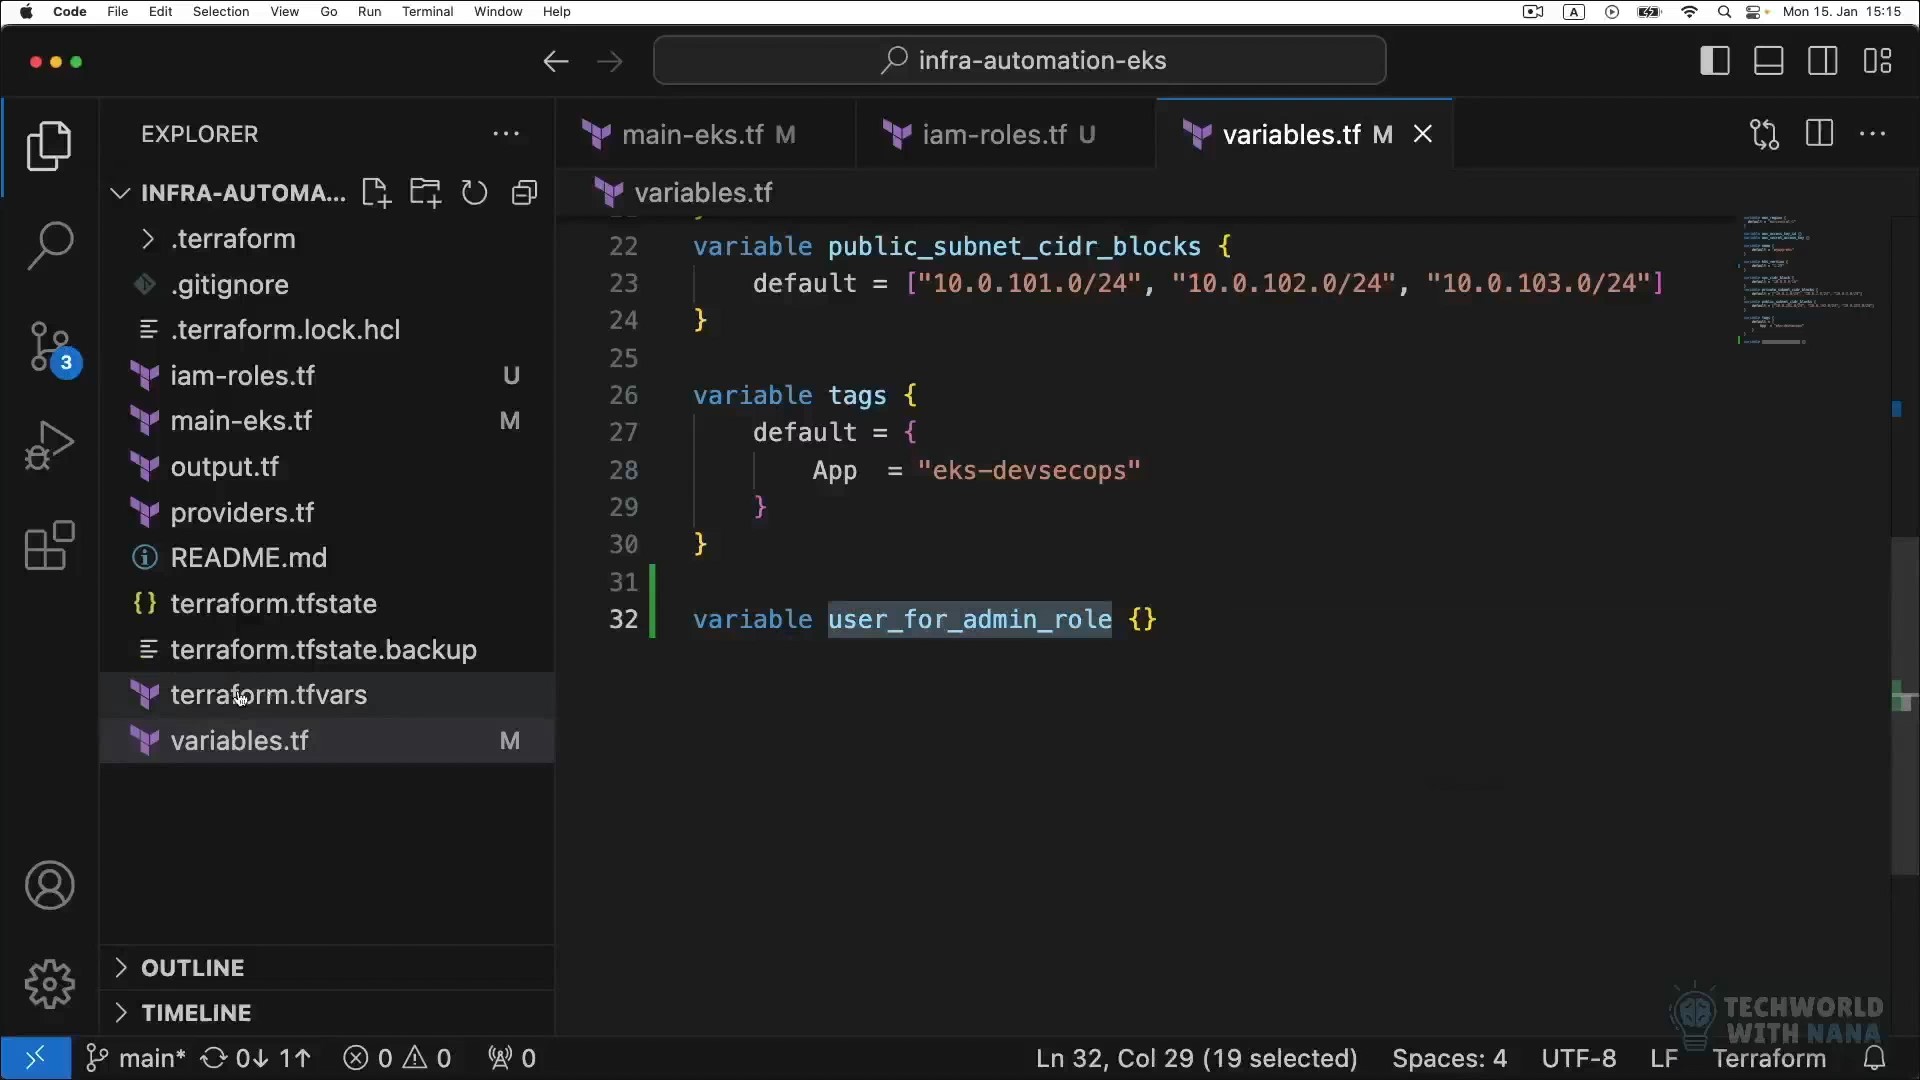 Code File Edit Selection View Go Run Terminal Window Help
A
Mon 15. Jan 15:15
infra-automation-eks
EXPLORER
INFRA-AUTOMA...
.terraform
.gitignore
.terraform.lock.hcl
iam-roles.tf U
main-eks.tf M
output.tf
providers.tf
README.md
{} terraform.tfstate
terraform.tfstate.backup
terraform.tfvars
variables.tf M
3
OUTLINE
TIMELINE
main-eks.tf M
iam-roles.tf U
variables.tf M
variables.tf
22 variable public_subnet_cidr_blocks {
23 default = ["10.0.101.0/24", "10.0.102.0/24", "10.0.103.0/24"]
24 }
25
26 variable tags {
27 default = {
28 App = "eks-devsecops"
29 }
30 }
31
32 variable user_for_admin_role {}
TECHWORLD
WITH NANA
main* 0↓ 1↑ 0 0 0
Ln 32, Col 29 (19 selected) Spaces: 4 UTF-8 LF Terraform